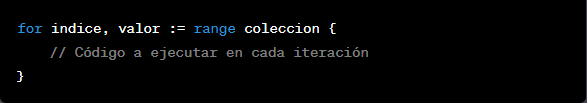 for indice, valor := range coleccion {
    // Código a ejecutar en cada iteración
}